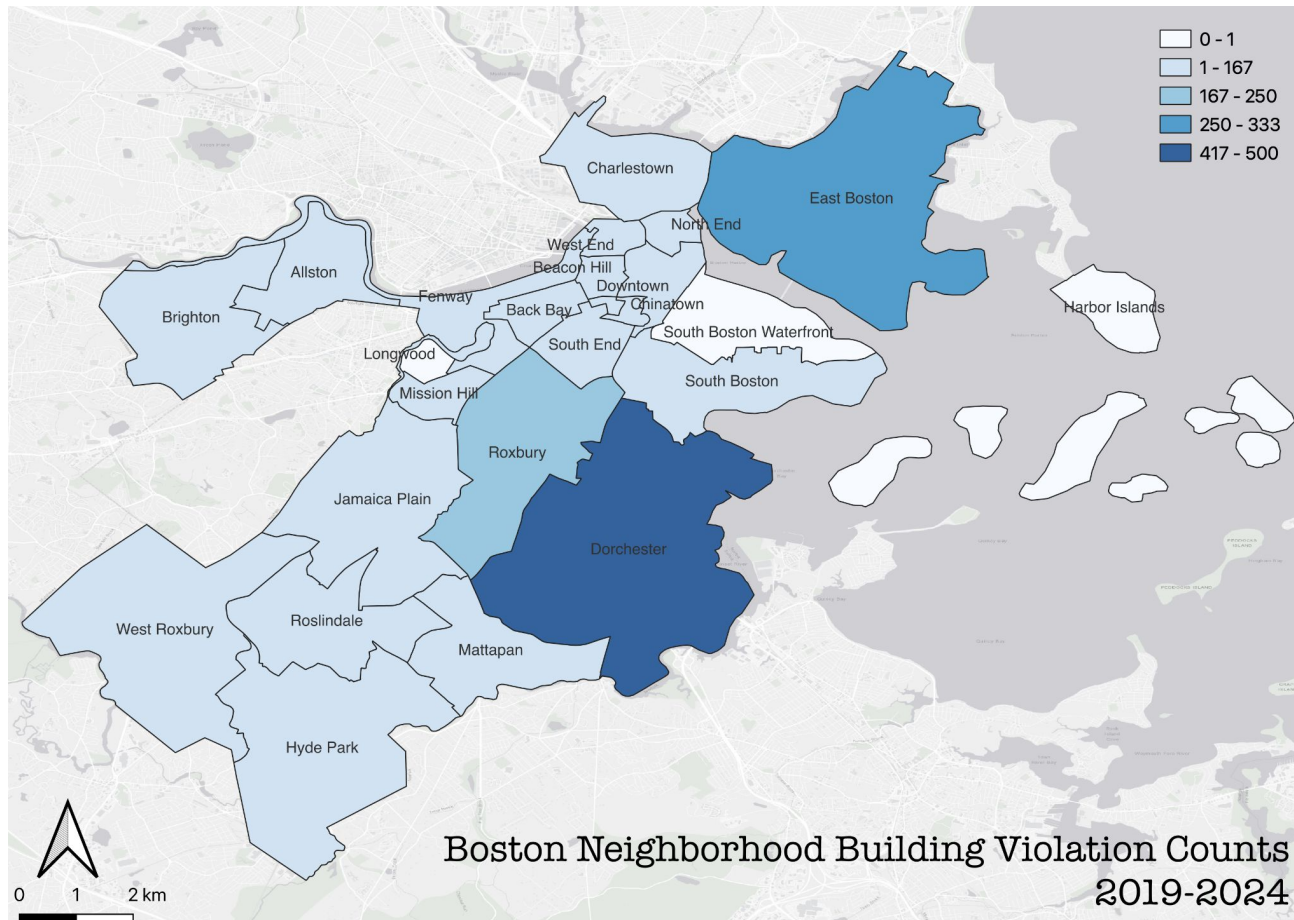 0 - 1
1 - 167
167 - 250
250 - 333
417 - 500
Charlestown
East Boston
North End
West End
Beacon Hill
Allston
Downtown
Fenway
Chinatown
Back Bay
Harbor Islands
Brighton
South Boston Waterfront
South End
Longwood
South Boston
Mission Hill
Roxbury
Jamaica Plain
Dorchester
Roslindale
West Roxbury
Mattapan
Hyde Park
Boston Neighborhood Building Violation Counts
2019-2024
0 1 2 km